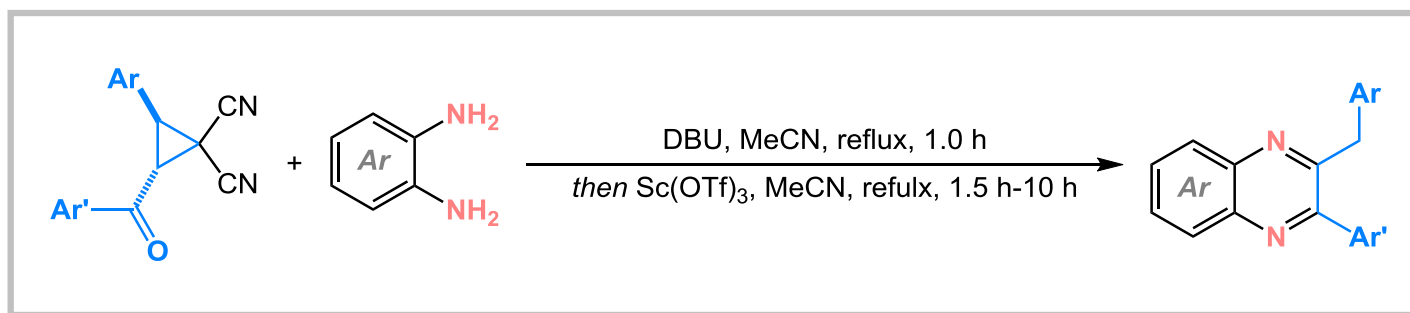 Ar
CN
CN
Ar'
O
+
Ar
NH2
NH2
DBU, MeCN, reflux, 1.0 h
then Sc(OTf)3, MeCN, refulx, 1.5 h-10 h
Ar
N
N
Ar
Ar'